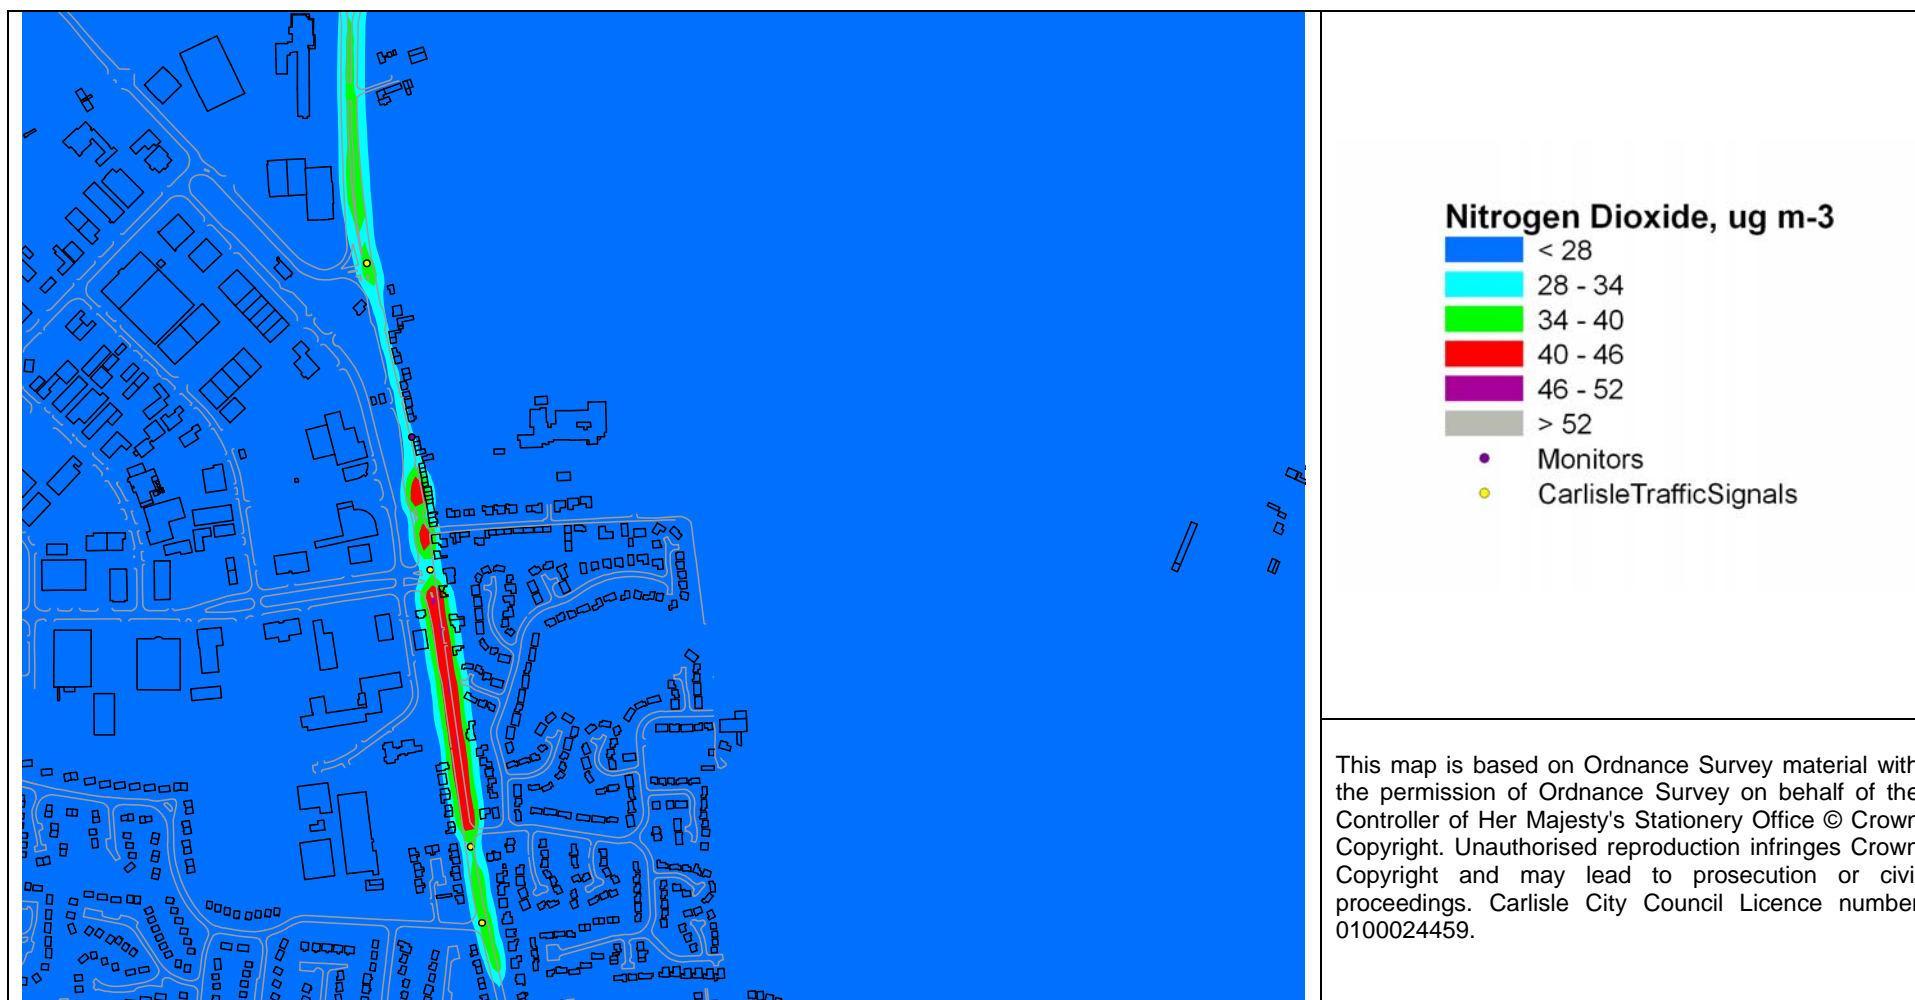 Nitrogen Dioxide, ug m-3
< 28
28 - 34
34 - 40
40 - 46
46 - 52
> 52
Monitors
CarlisleTrafficSignals
This map is based on Ordnance Survey material with
the permission of Ordnance Survey on behalf of the
Controller of Her Majesty's Stationery Office © Crown
Copyright. Unauthorised reproduction infringes Crown
Copyright and may lead to prosecution or civi
proceedings. Carlisle City Council Licence number
0100024459.